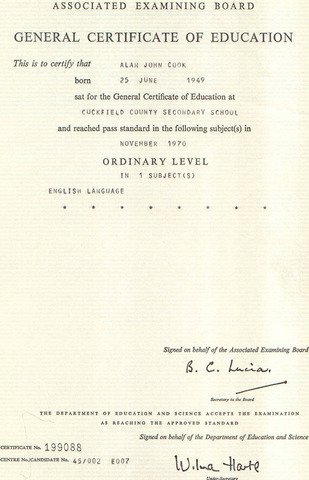 ASSOCIATED EXAMINING BOARD
GENERAL CERTIFICATE OF EDUCATION
This is to certify that ALAN JOHN COOK
born 25 JUNE 1949
sat for the General Certificate of Education at
CUCKFIELD COUNTY SECONDARY SCHOOL
and reached pass standard in the following subject(s) in
NOVEMBER 1970
ORDINARY LEVEL
IN 1 SUBJECT(S)
ENGLISH LANGUAGE
* * * * * * * *
Signed on behalf of the Associated Examining Board
B. C. Lucia.
Secretary to the Board
THE DEPARTMENT OF EDUCATION AND SCIENCE ACCEPTS THE EXAMINATION
AS REACHING THE APPROVED STANDARD
Signed on behalf of the Department of Education and Science
CERTIFICATE No. 199088
CENTRE No./CANDIDATE No. 45/002 E007
Wilma Harte
Under-Secretary